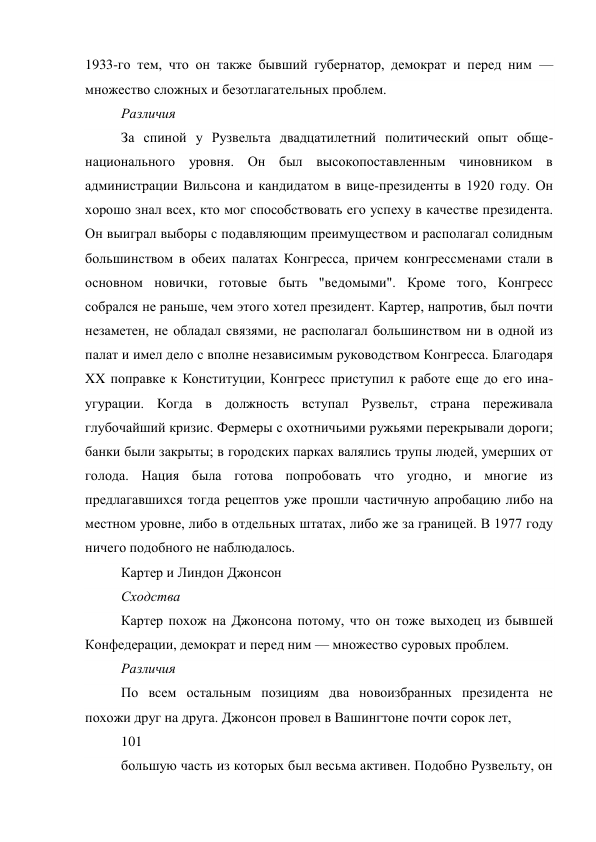 1933-го тем, что он также бывший губернатор, демократ и перед ним —
множество сложных и безотлагательных проблем.
Различия
За спиной у Рузвельта двадцатилетний политический опыт обще-
национального уровня. Он был высокопоставленным чиновником в
администрации Вильсона и кандидатом в вице-президенты в 1920 году. Он
хорошо знал всех, кто мог способствовать его успеху в качестве президента.
Он выиграл выборы с подавляющим преимуществом и располагал солидным
большинством в обеих палатах Конгресса, причем конгрессменами стали в
основном новички, готовые быть "ведомыми". Кроме того, Конгресс
собрался не раньше, чем этого хотел президент. Картер, напротив, был почти
незаметен, не обладал связями, не располагал большинством ни в одной из
палат и имел дело с вполне независимым руководством Конгресса. Благодаря
XX поправке к Конституции, Конгресс приступил к работе еще до его ина-
угурации. Когда в должность вступал Рузвельт, страна переживала
глубочайший кризис. Фермеры с охотничьими ружьями перекрывали дороги;
банки были закрыты; в городских парках валялись трупы людей, умерших от
голода. Нация была готова попробовать что угодно, и многие из
предлагавшихся тогда рецептов уже прошли частичную апробацию либо на
местном уровне, либо в отдельных штатах, либо же за границей. В 1977 году
ничего подобного не наблюдалось.
Картер и Линдон Джонсон
Сходства
Картер похож на Джонсона потому, что он тоже выходец из бывшей
Конфедерации, демократ и перед ним — множество суровых проблем.
Различия
По всем остальным позициям два новоизбранных президента не
похожи друг на друга. Джонсон провел в Вашингтоне почти сорок лет,
101
большую часть из которых был весьма активен. Подобно Рузвельту, он